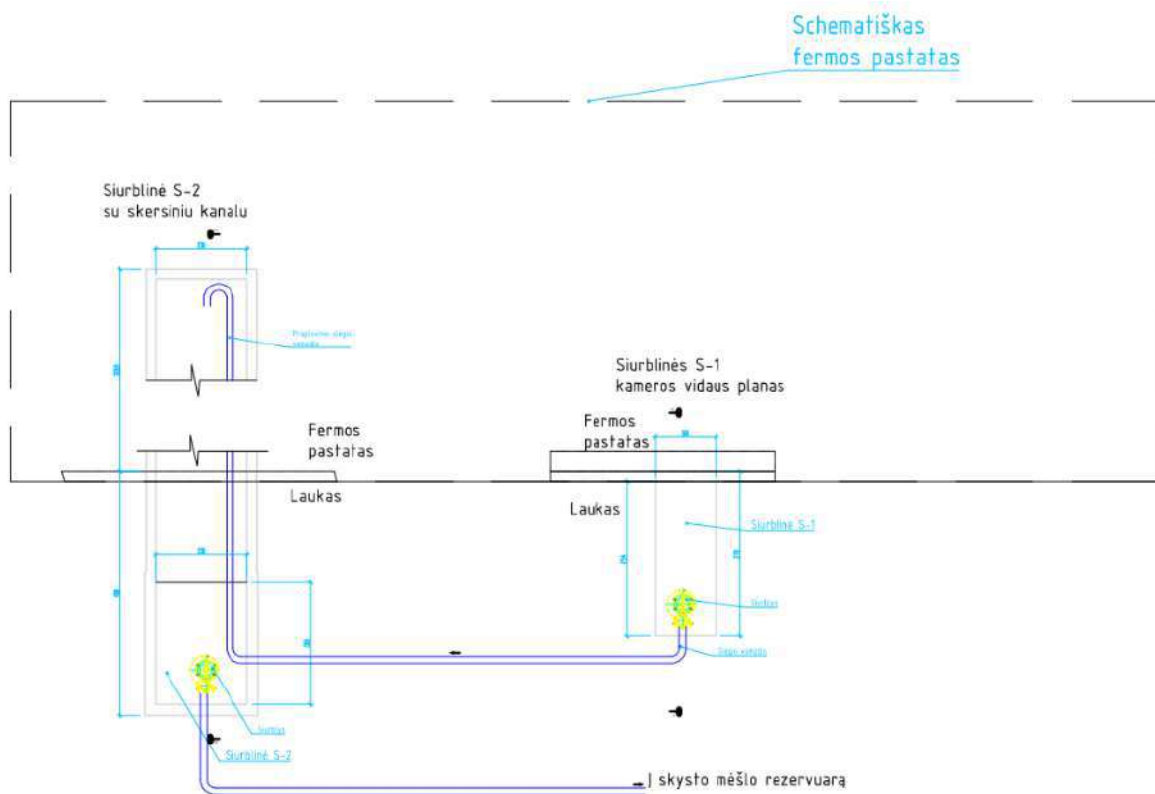 Schematiškas
fermos pastatas
Siurblinė S-2
su skersiniu kanalu
Siurblinės S-1
kameros vidaus planas
Fermos
pastatas
Fermos
pastatas
Laukas
Laukas
Siurblinė S-1
Siurblys
Slėgio vamzdis
Siurblys
Siurblinė S-2
Į skysto mėšlo rezervuarą